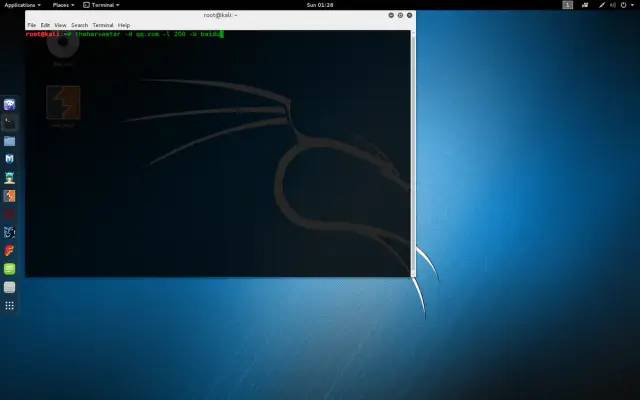 Applications Places Terminal Sun 01:28 1
root@kali: ~
File Edit View Search Terminal Help
root@kali:~# theharvester -d qq.com -l 200 -b baidu